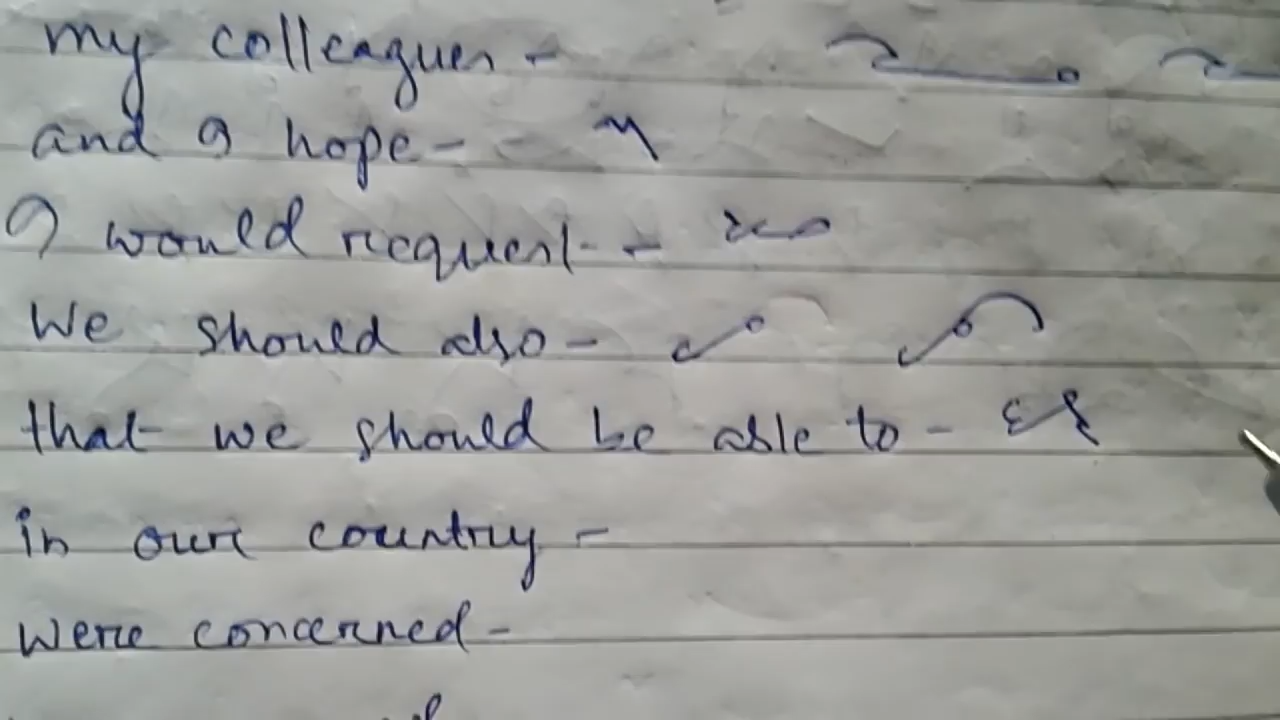 my colleagues -
and I hope - -
I would request - -
We should also -
that we should be able to -
in our country -
were concerned -